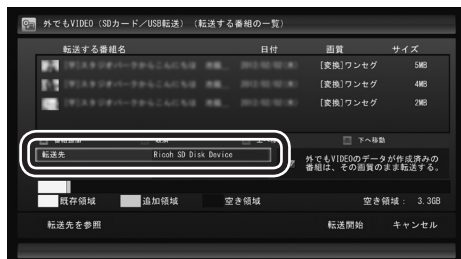 外でもVIDEO (SDカード／USB転送) (転送する番組の一覧)
転送する番組名 日付 画質 サイズ
[変換]ワンセグ 5MB
[変換]ワンセグ 4MB
[変換]ワンセグ 2MB
下へ移動
転送先 Ricoh SD Disk Device
外でもVIDEOのデータが作成済みの
番組は、その画質のまま転送する。
既存領域 追加領域 空き領域 空き領域 : 3.3GB
転送先を参照 転送開始 キャンセル